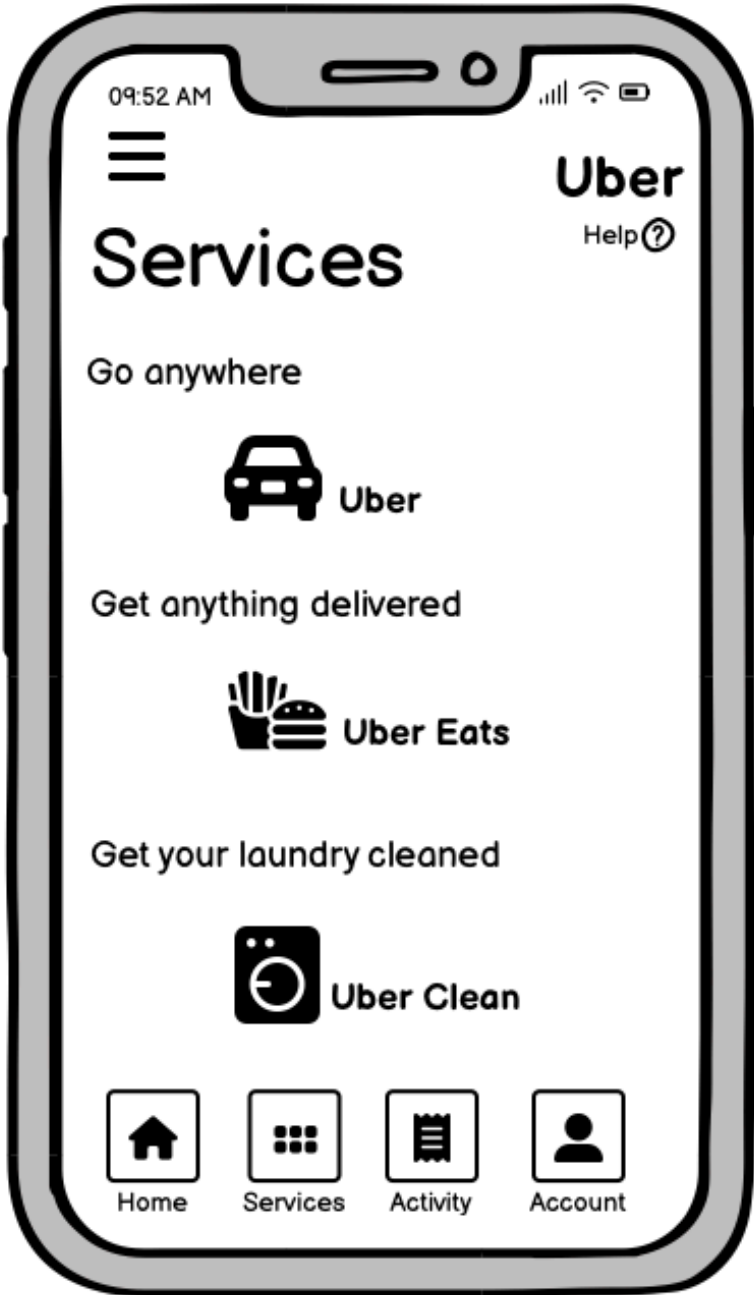 09:52 AM
Uber
Help?
Services
Go anywhere
Uber
Get anything delivered
Uber Eats
Get your laundry cleaned
Uber Clean
Home Services Activity Account